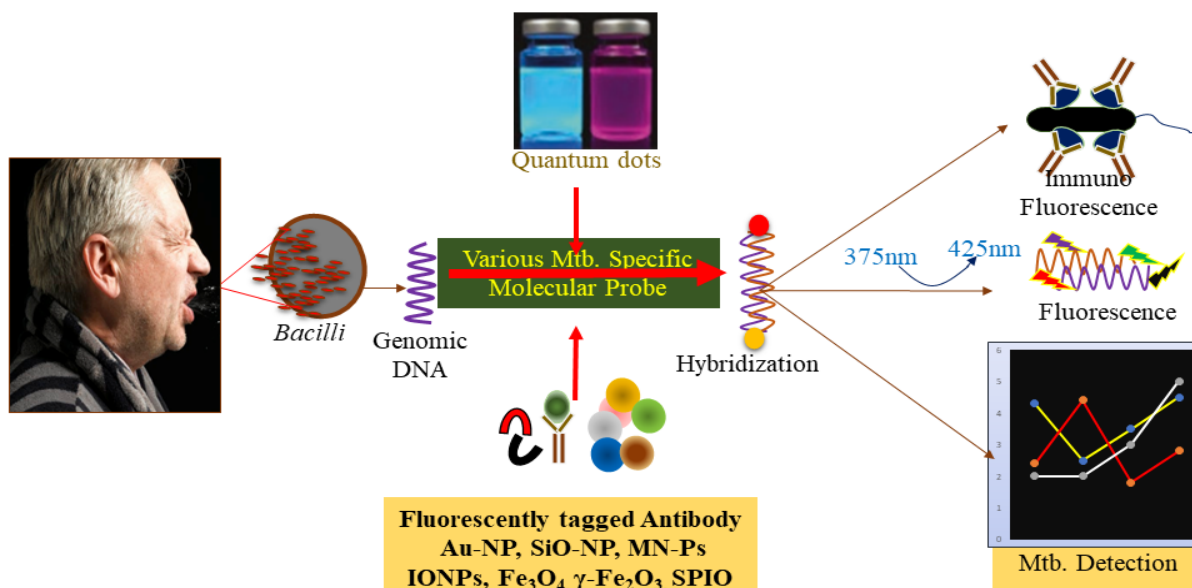 Quantum dots
Bacilli
Genomic
DNA
Various Mtb. Specific
Molecular Probe
Hybridization
Immuno
Fluorescence
375nm
425nm
Fluorescence
6
5
4
3
2
1
0
Mtb. Detection
Fluorescently tagged Antibody
Au-NP, SiO-NP, MN-Ps
IONPs, Fe₃O₄ γ-Fe₂O₃ SPIO